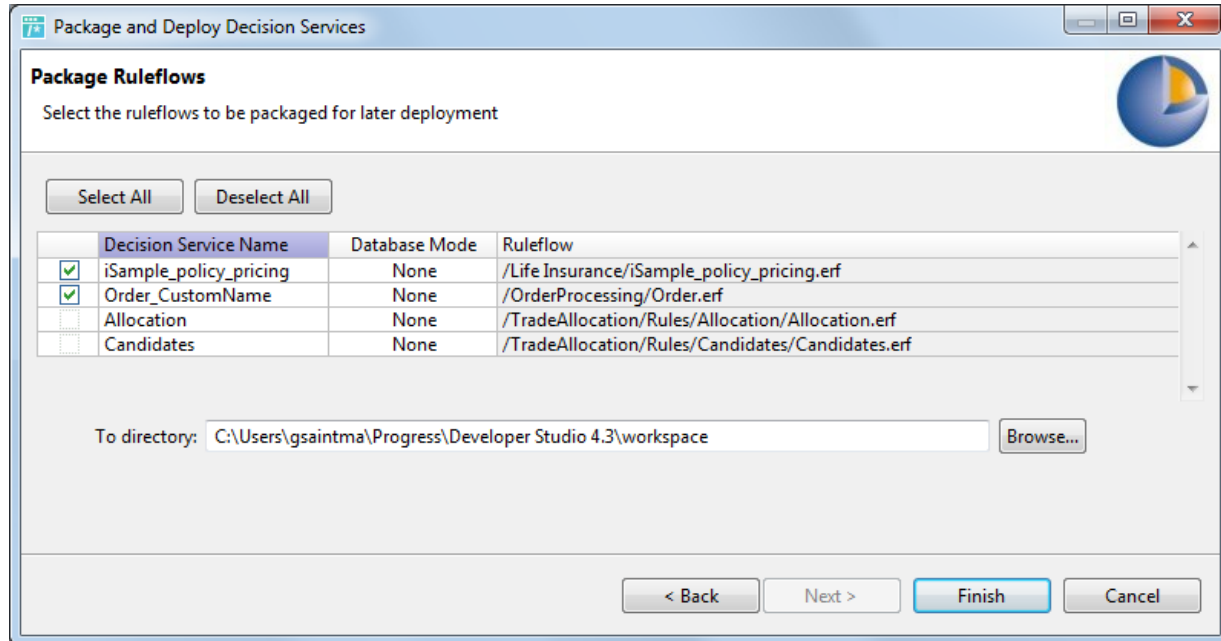 Package and Deploy Decision Services
Package Ruleflows
Select the ruleflows to be packaged for later deployment
Select All Deselect All
Decision Service Name Database Mode Ruleflow
iSample_policy_pricing None /Life Insurance/iSample_policy_pricing.erf
Order_CustomName None /OrderProcessing/Order.erf
Allocation None /TradeAllocation/Rules/Allocation/Allocation.erf
Candidates None /TradeAllocation/Rules/Candidates/Candidates.erf
To directory: C:\Users\gsaintma\Progress\Developer Studio 4.3\workspace Browse...
< Back Next > Finish Cancel